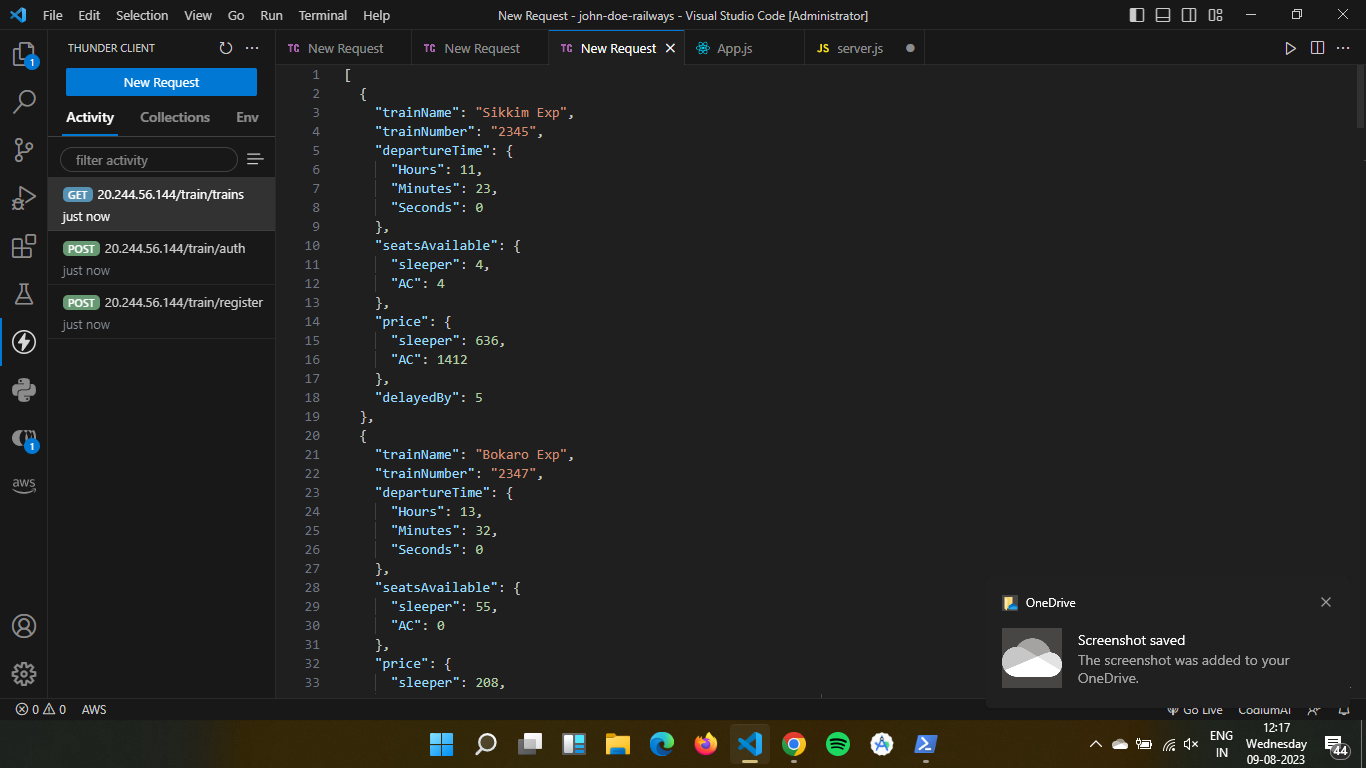 File Edit Selection View Go Run Terminal Help
New Request - john-doe-railways - Visual Studio Code [Administrator]
THUNDER CLIENT
New Request
Activity Collections Env
filter activity
GET 20.244.56.144/train/trains
just now
POST 20.244.56.144/train/auth
just now
POST 20.244.56.144/train/register
just now
1
1
aws
TC New Request TC New Request TC New Request App.js JS server.js
1 [
2 {
3 "trainName": "Sikkim Exp",
4 "trainNumber": "2345",
5 "departureTime": {
6 "Hours": 11,
7 "Minutes": 23,
8 "Seconds": 0
9 },
10 "seatsAvailable": {
11 "sleeper": 4,
12 "AC": 4
13 },
14 "price": {
15 "sleeper": 636,
16 "AC": 1412
17 },
18 "delayedBy": 5
19 },
20 {
21 "trainName": "Bokaro Exp",
22 "trainNumber": "2347",
23 "departureTime": {
24 "Hours": 13,
25 "Minutes": 32,
26 "Seconds": 0
27 },
28 "seatsAvailable": {
29 "sleeper": 55,
30 "AC": 0
31 },
32 "price": {
33 "sleeper": 208,
OneDrive
Screenshot saved
The screenshot was added to your
OneDrive.
0 0 AWS
Go Live CodiumAI
ENG
IN
12:17
Wednesday
09-08-2023
44